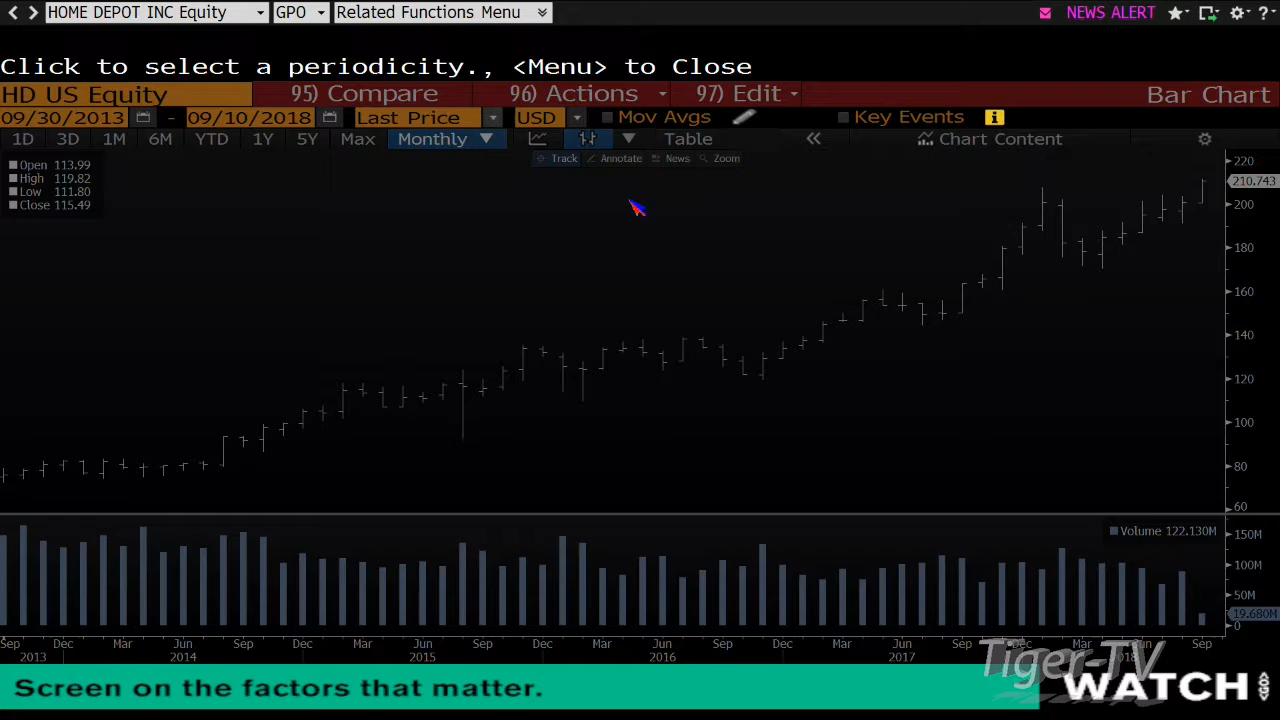 HOME DEPOT INC Equity GPO Related Functions Menu NEWS ALERT ?
Click to select a periodicity., <Menu> to Close
HD US Equity 95) Compare 96) Actions 97) Edit Bar Chart
09/30/2013 - 09/10/2018 Last Price USD Mov Avgs Key Events i
1D 3D 1M 6M YTD 1Y 5Y Max Monthly Table Chart Content
Track Annotate News Zoom
Open 113.99
High 119.82
Low 111.80
Close 115.49
220
210.743
200
180
160
140
120
100
80
60
Volume 122.130M
150M
100M
50M
19.680M
0
Sep Dec Mar Jun Sep Dec Mar Jun Sep Dec Mar Jun Sep Dec Mar Jun Sep Dec Mar Jun Sep
2013 2014 2015 2016 2017 2018
Tiger-TV
Screen on the factors that matter.
WATCH